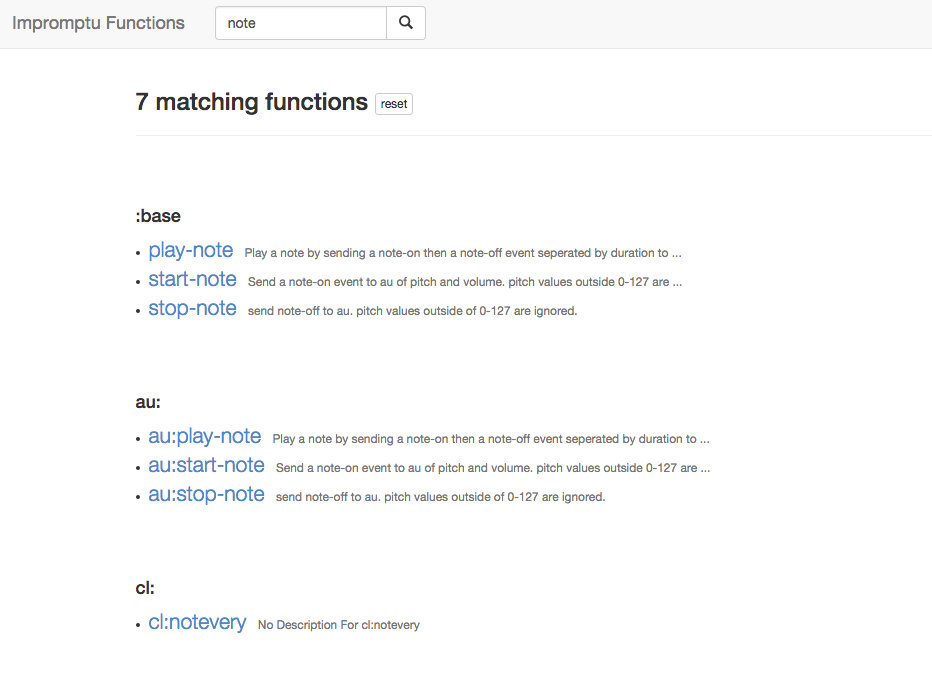 Impromptu Functions note
7 matching functions reset
:base
• play-note Play a note by sending a note-on then a note-off event seperated by duration to ...
• start-note Send a note-on event to au of pitch and volume. pitch values outside 0-127 are ...
• stop-note send note-off to au. pitch values outside of 0-127 are ignored.
au:
• au:play-note Play a note by sending a note-on then a note-off event seperated by duration to ...
• au:start-note Send a note-on event to au of pitch and volume. pitch values outside 0-127 are ...
• au:stop-note send note-off to au. pitch values outside of 0-127 are ignored.
cl:
• cl:notevery No Description For cl:notevery